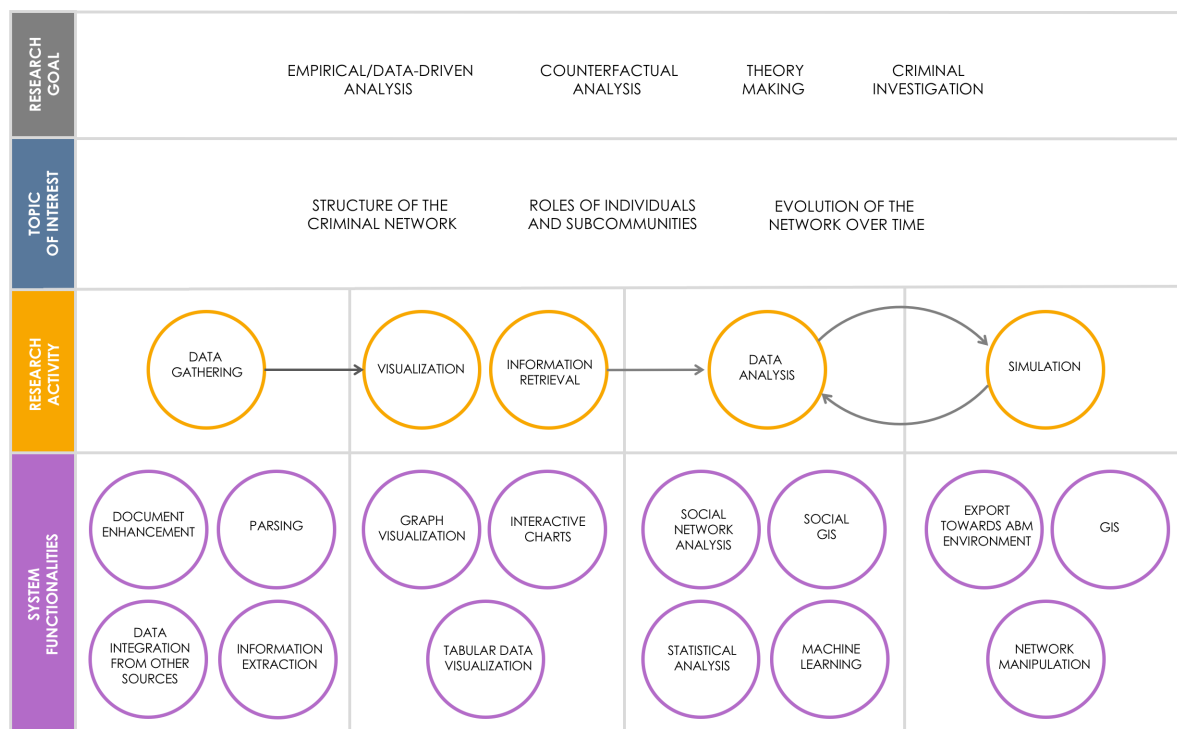 RESEARCH
GOAL
EMPIRICAL/DATA-DRIVEN
ANALYSIS
COUNTERFACTUAL
ANALYSIS
THEORY
MAKING
CRIMINAL
INVESTIGATION
TOPIC
OF INTEREST
STRUCTURE OF THE
CRIMINAL NETWORK
ROLES OF INDIVIDUALS
AND SUBCOMMUNITIES
EVOLUTION OF THE
NETWORK OVER TIME
RESEARCH
ACTIVITY
DATA
GATHERING
VISUALIZATION
INFORMATION
RETRIEVAL
DATA
ANALYSIS
SIMULATION
SYSTEM
FUNCTIONALITIES
DOCUMENT
ENHANCEMENT
PARSING
DATA
INTEGRATION
FROM OTHER
SOURCES
INFORMATION
EXTRACTION
GRAPH
VISUALIZATION
INTERACTIVE
CHARTS
TABULAR DATA
VISUALIZATION
SOCIAL
NETWORK
ANALYSIS
SOCIAL
GIS
STATISTICAL
ANALYSIS
MACHINE
LEARNING
EXPORT
TOWARDS ABM
ENVIRONMENT
GIS
NETWORK
MANIPULATION